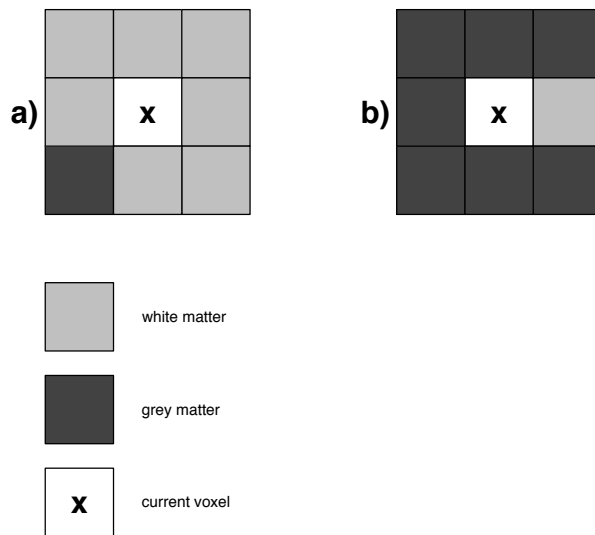 a) x b) x
white matter
grey matter
x current voxel